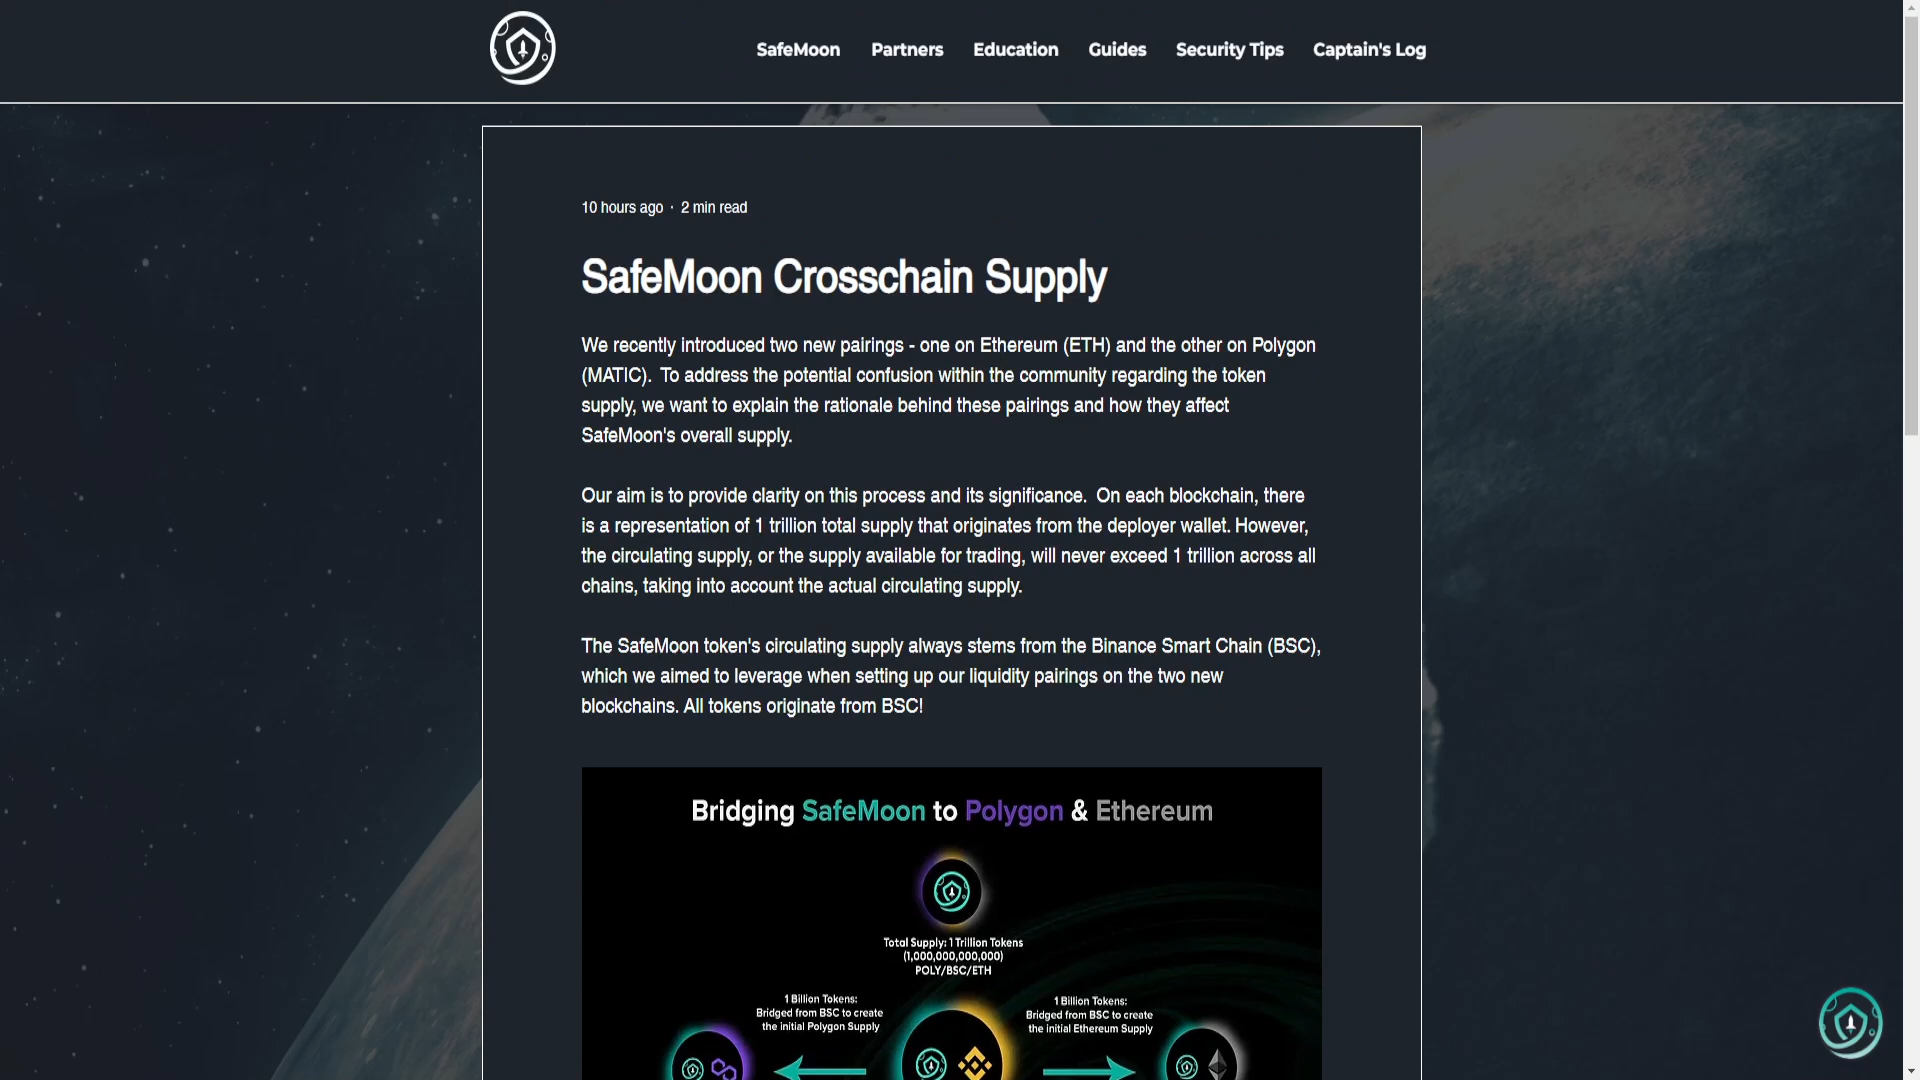 SafeMoon Partners Education Guides Security Tips Captain's Log
10 hours ago · 2 min read
SafeMoon Crosschain Supply
We recently introduced two new pairings - one on Ethereum (ETH) and the other on Polygon
(MATIC).  To address the potential confusion within the community regarding the token
supply, we want to explain the rationale behind these pairings and how they affect
SafeMoon's overall supply.
Our aim is to provide clarity on this process and its significance.  On each blockchain, there
is a representation of 1 trillion total supply that originates from the deployer wallet. However,
the circulating supply, or the supply available for trading, will never exceed 1 trillion across all
chains, taking into account the actual circulating supply.
The SafeMoon token's circulating supply always stems from the Binance Smart Chain (BSC),
which we aimed to leverage when setting up our liquidity pairings on the two new
blockchains. All tokens originate from BSC!
Bridging SafeMoon to Polygon & Ethereum
Total Supply: 1 Trillion Tokens
(1,000,000,000,000)
POLY/BSC/ETH
1 Billion Tokens:
Bridged from BSC to create
the initial Polygon Supply
1 Billion Tokens:
Bridged from BSC to create
the initial Ethereum Supply